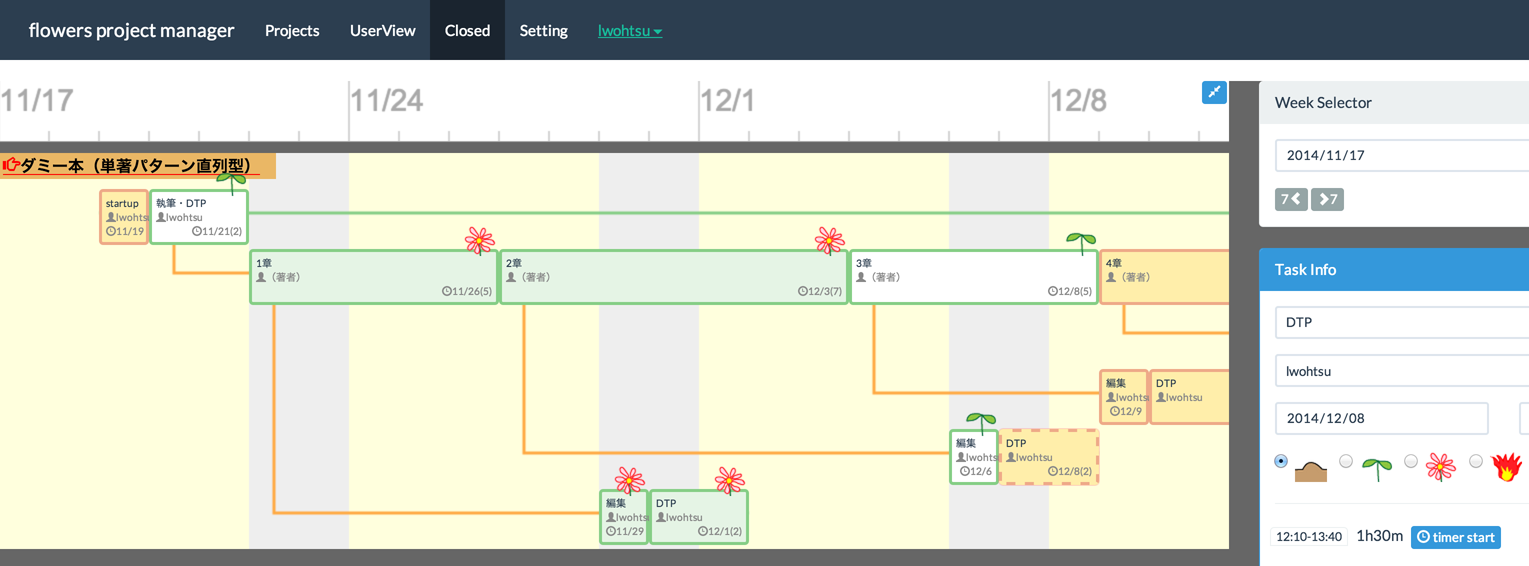 flowers project manager Projects UserView Closed Setting lwohtsu
11/17 11/24 12/1 12/8
ダミー本（単著パターン直列型）
startup
lwohtsu
11/19
執筆・DTP
lwohtsu
11/21(2)
1章
（著者）
11/26(5)
2章
（著者）
12/3(7)
3章
（著者）
12/8(5)
4章
（著者）
編集
lwohtsu
12/9
DTP
lwohtsu
編集
lwohtsu
12/6
DTP
lwohtsu
12/8(2)
編集
lwohtsu
11/29
DTP
lwohtsu
12/1(2)
Week Selector
2014/11/17
7 7
Task Info
DTP
lwohtsu
2014/12/08
12:10-13:40 1h30m timer start